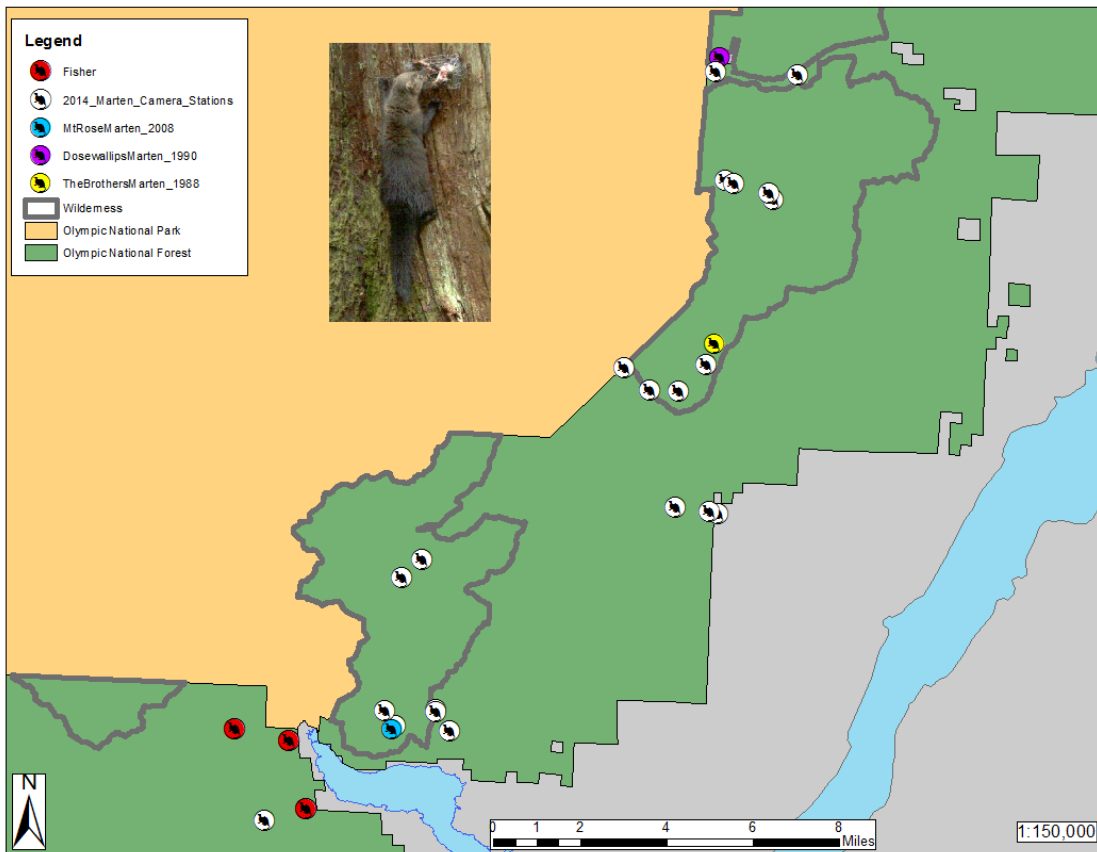 Legend
Fisher
2014_Marten_Camera_Stations
MtRoseMarten_2008
DosewallipsMarten_1990
TheBrothersMarten_1988
Wilderness
Olympic National Park
Olympic National Forest
N
0 1 2 4 6 8
Miles
1:150,000